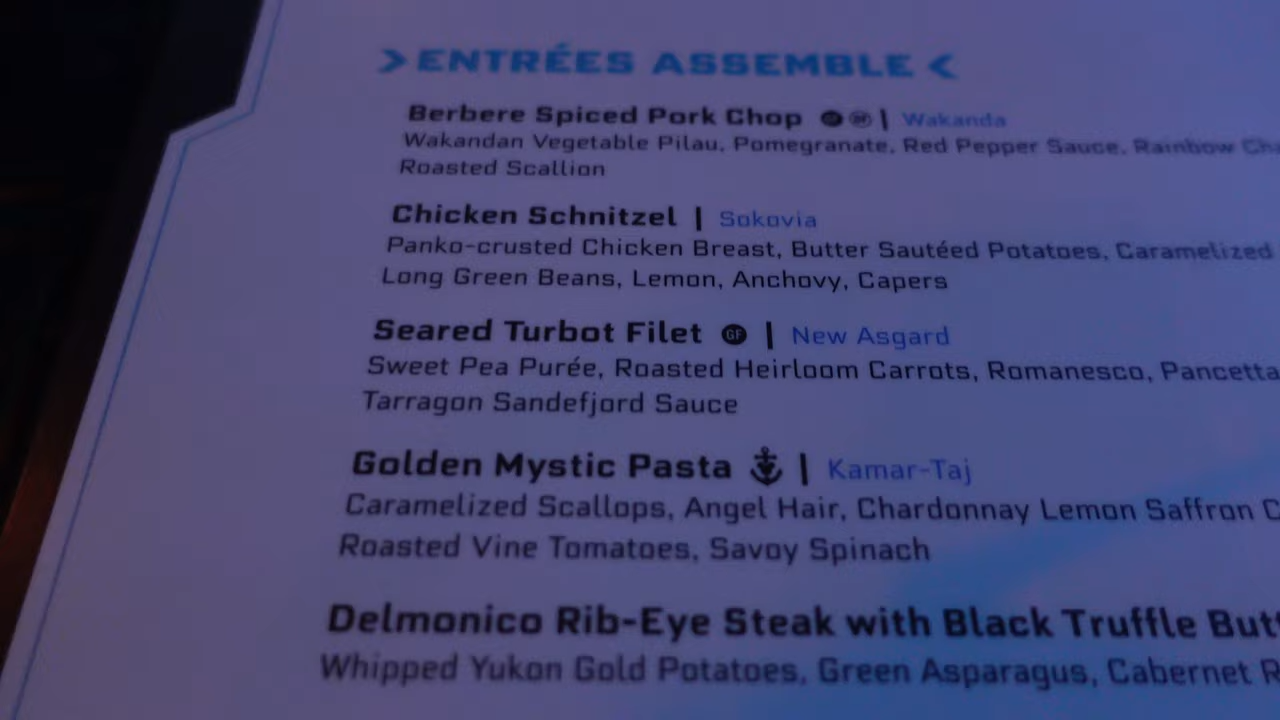 ENTRÉES ASSEMBLE
Berbere Spiced Pork Chop | Wakanda
Wakandan Vegetable Pilau, Pomegranate, Red Pepper Sauce, Rainbow
Roasted Scallion
Chicken Schnitzel | Sokovia
Panko-crusted Chicken Breast, Butter Sautéed Potatoes, Caramelized
Long Green Beans, Lemon, Anchovy, Capers
Seared Turbot Filet GF | New Asgard
Sweet Pea Purée, Roasted Heirloom Carrots, Romanesco, Pancetta
Tarragon Sandefjord Sauce
Golden Mystic Pasta | Kamar-Taj
Caramelized Scallops, Angel Hair, Chardonnay Lemon Saffron
Roasted Vine Tomatoes, Savoy Spinach
Delmonico Rib-Eye Steak with Black Truffle
Whipped Yukon Gold Potatoes, Green Asparagus, Cabernet